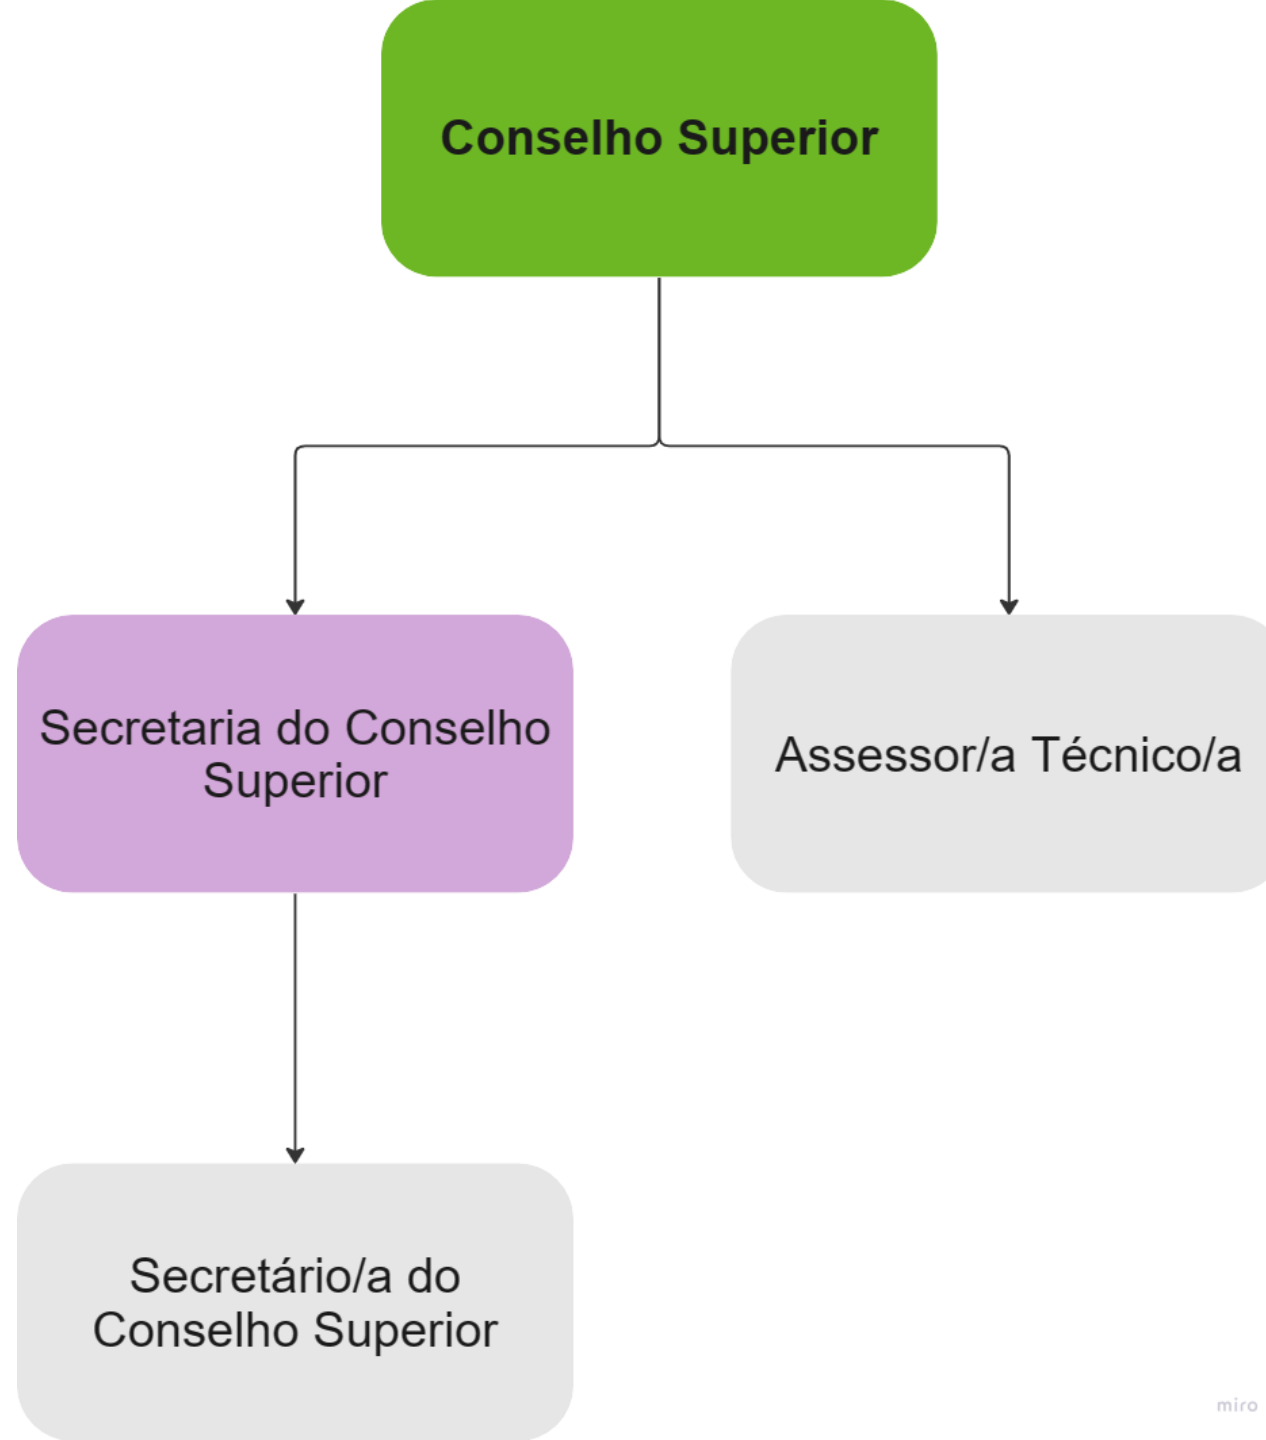 Conselho Superior
Secretaria do Conselho
Superior
Assessor/a Técnico/a
Secretário/a do
Conselho Superior
miro